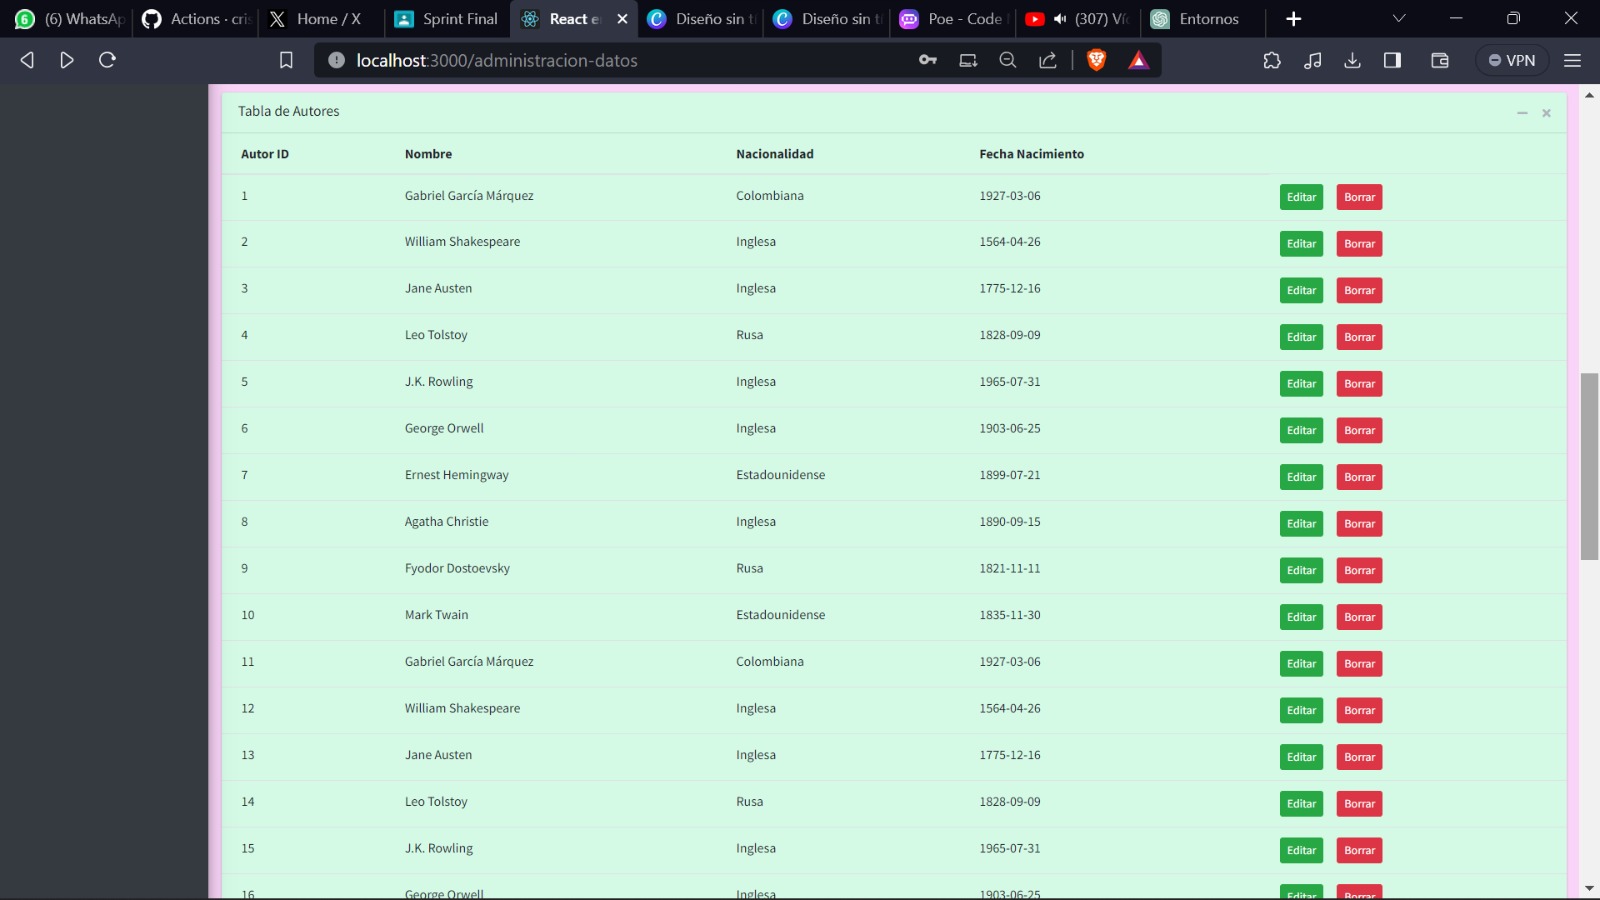 (6) WhatsAp Actions · cris Home / X Sprint Final React e Diseño sin tí Diseño sin tí Poe - Code (307) Víd Entornos
localhost:3000/administracion-datos VPN
Tabla de Autores
Autor ID Nombre Nacionalidad Fecha Nacimiento
1 Gabriel García Márquez Colombiana 1927-03-06 Editar Borrar
2 William Shakespeare Inglesa 1564-04-26 Editar Borrar
3 Jane Austen Inglesa 1775-12-16 Editar Borrar
4 Leo Tolstoy Rusa 1828-09-09 Editar Borrar
5 J.K. Rowling Inglesa 1965-07-31 Editar Borrar
6 George Orwell Inglesa 1903-06-25 Editar Borrar
7 Ernest Hemingway Estadounidense 1899-07-21 Editar Borrar
8 Agatha Christie Inglesa 1890-09-15 Editar Borrar
9 Fyodor Dostoevsky Rusa 1821-11-11 Editar Borrar
10 Mark Twain Estadounidense 1835-11-30 Editar Borrar
11 Gabriel García Márquez Colombiana 1927-03-06 Editar Borrar
12 William Shakespeare Inglesa 1564-04-26 Editar Borrar
13 Jane Austen Inglesa 1775-12-16 Editar Borrar
14 Leo Tolstoy Rusa 1828-09-09 Editar Borrar
15 J.K. Rowling Inglesa 1965-07-31 Editar Borrar
16 George Orwell Inglesa 1903-06-25 Editar Borrar